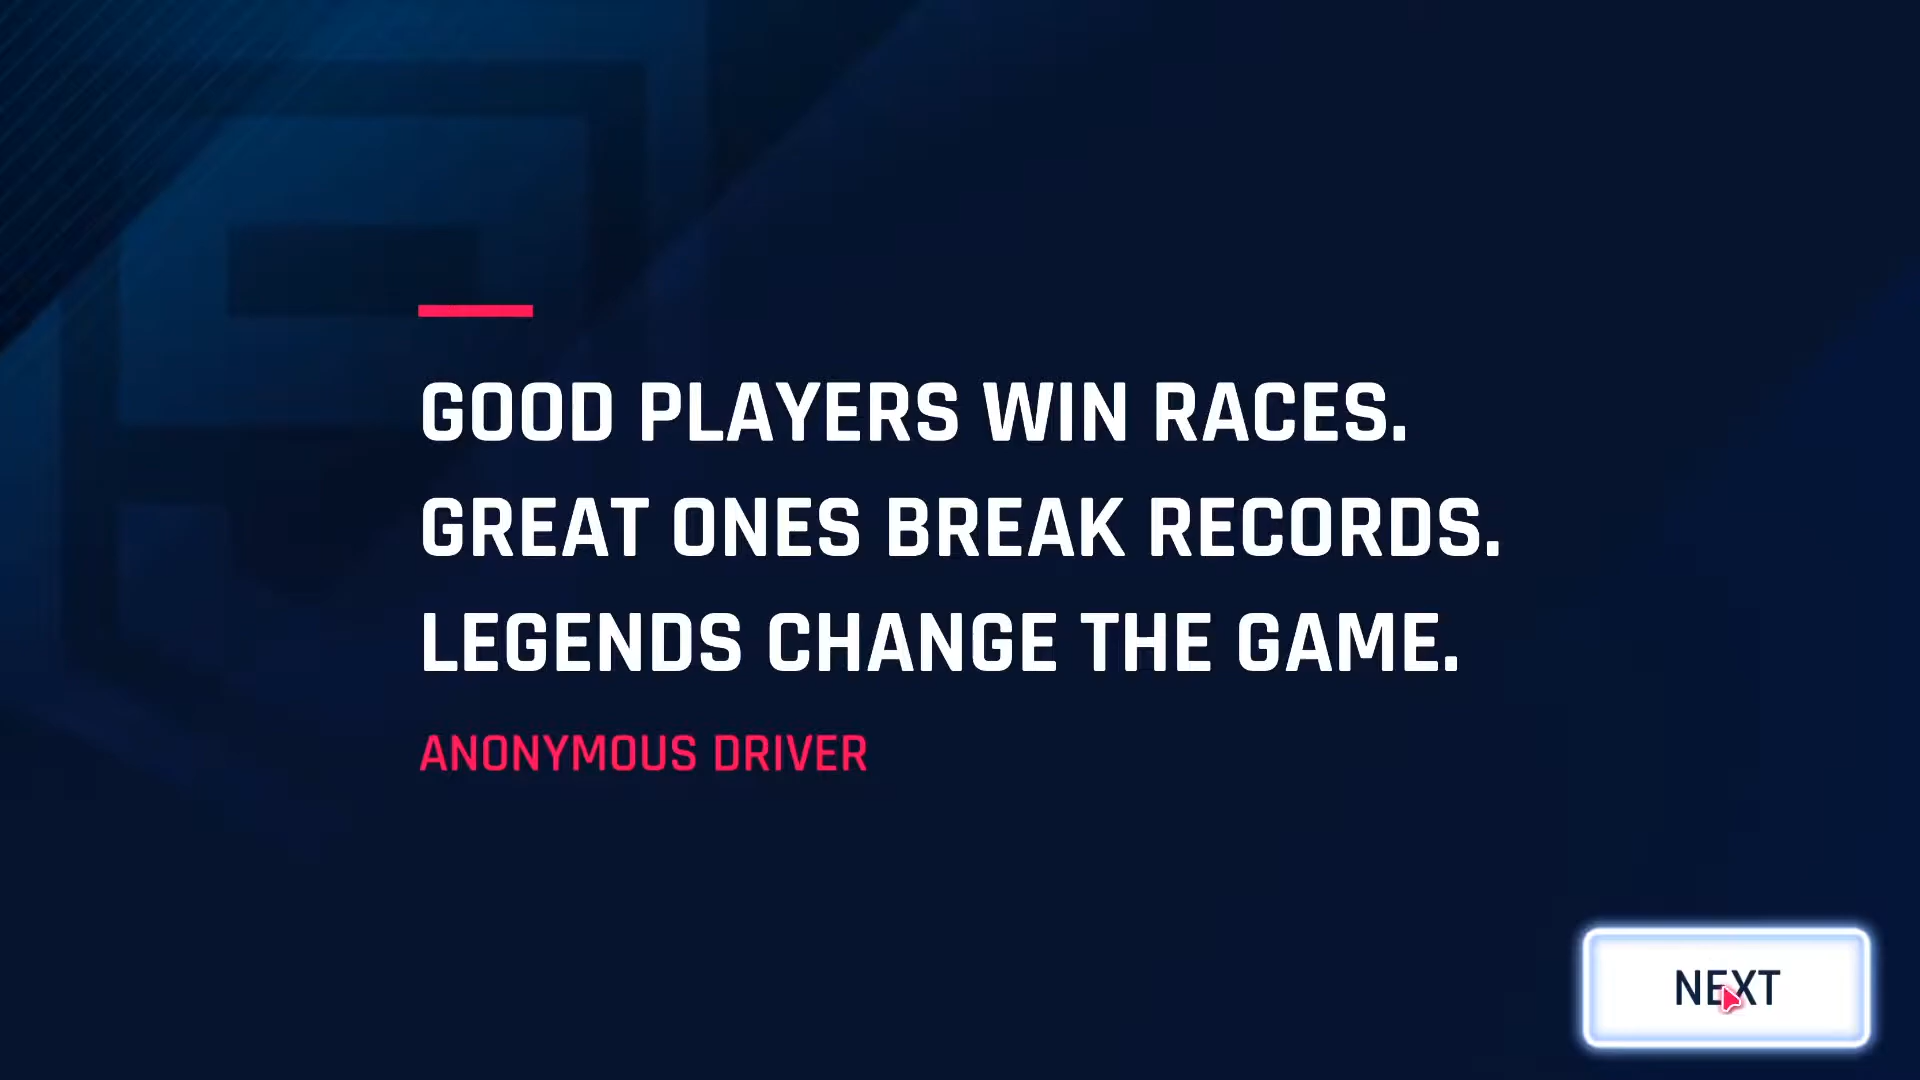 GOOD PLAYERS WIN RACES.
GREAT ONES BREAK RECORDS.
LEGENDS CHANGE THE GAME.
ANONYMOUS DRIVER
NEXT